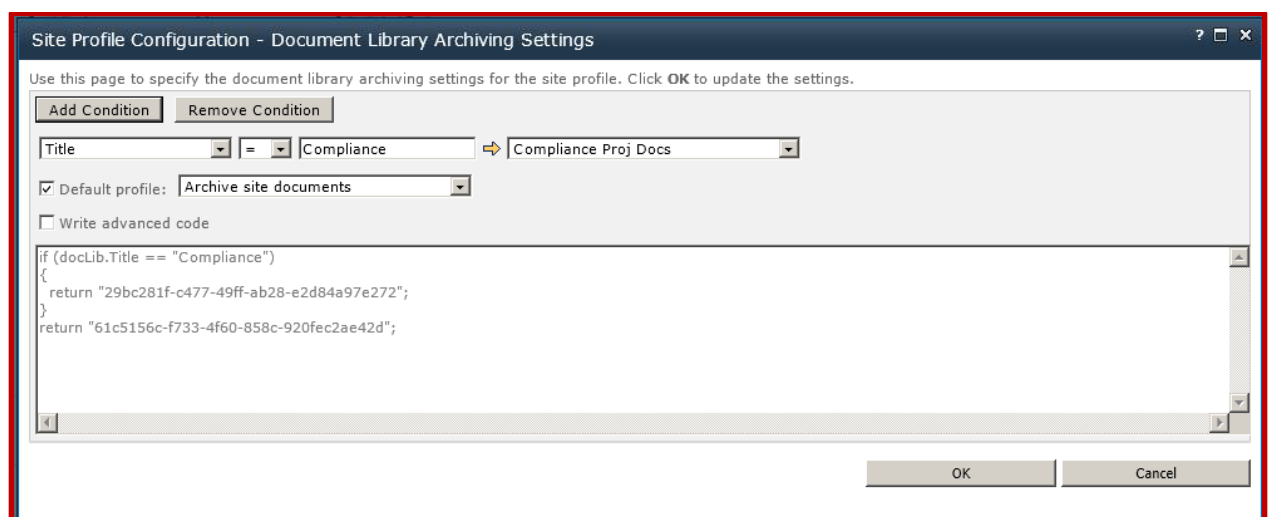 Site Profile Configuration - Document Library Archiving Settings ? X
Use this page to specify the document library archiving settings for the site profile. Click OK to update the settings.
Add Condition Remove Condition
Title = Compliance Compliance Proj Docs
Default profile: Archive site documents
Write advanced code
if (docLib.Title == "Compliance")
{
return "29bc281f-c477-49ff-ab28-e2d84a97e272";
}
return "61c5156c-f733-4f60-858c-920fec2ae42d";
OK Cancel